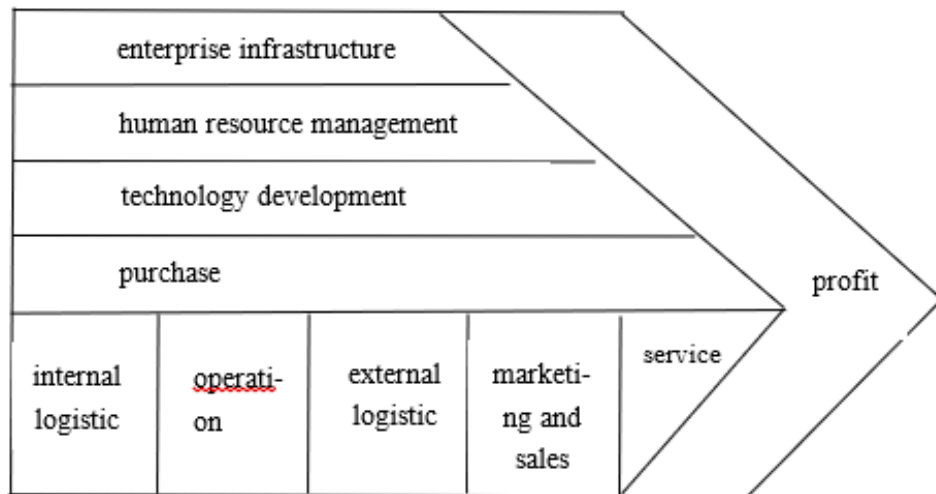 enterprise infrastructure
human resource management
technology development
purchase
profit
internal
logistic
operati-
on
external
logistic
marketi-
ng and
sales
service